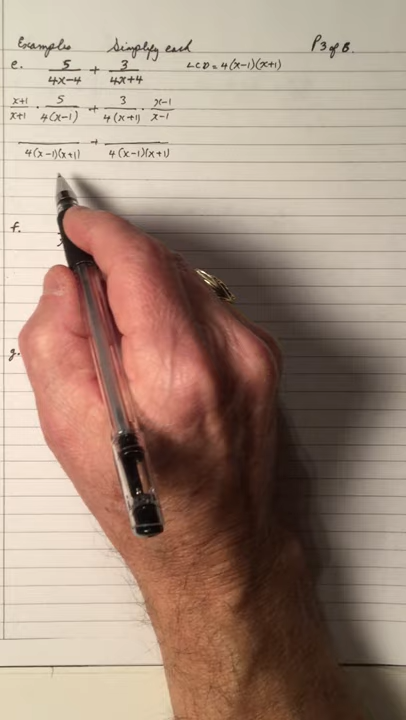 Examples Simplify each P3 of 8.
e. 5/(4x-4) + 3/(4x+4) LCD = 4(x-1)(x+1)
(x+1)/(x+1) · 5/(4(x-1)) + 3/(4(x+1)) · (x-1)/(x-1)
/(4(x-1)(x+1)) + /(4(x-1)(x+1))
f.
g.